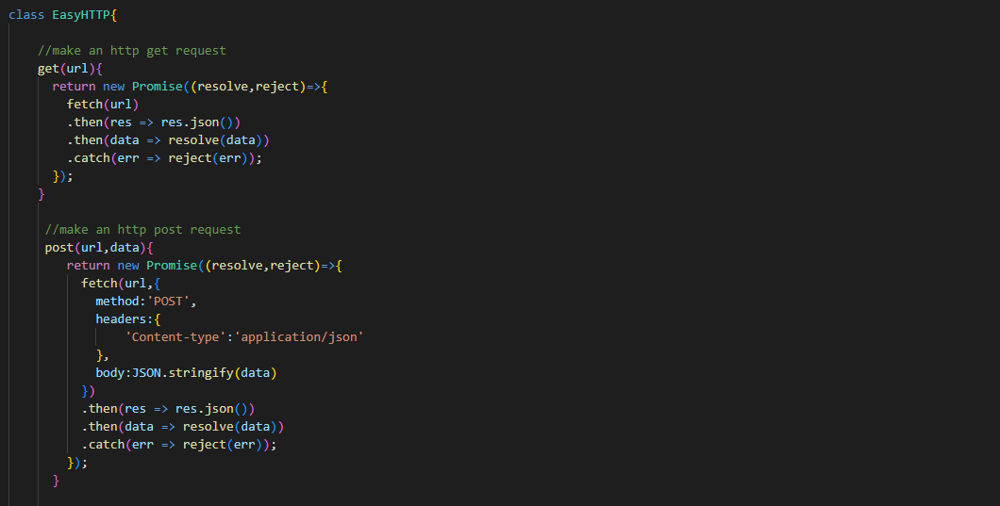 class EasyHTTP{
//make an http get request
get(url){
return new Promise((resolve,reject)=>{
fetch(url)
.then(res => res.json())
.then(data => resolve(data))
.catch(err => reject(err));
});
}
//make an http post request
post(url,data){
return new Promise((resolve,reject)=>{
fetch(url,{
method:'POST',
headers:{
'Content-type':'application/json'
},
body:JSON.stringify(data)
})
.then(res => res.json())
.then(data => resolve(data))
.catch(err => reject(err));
});
}